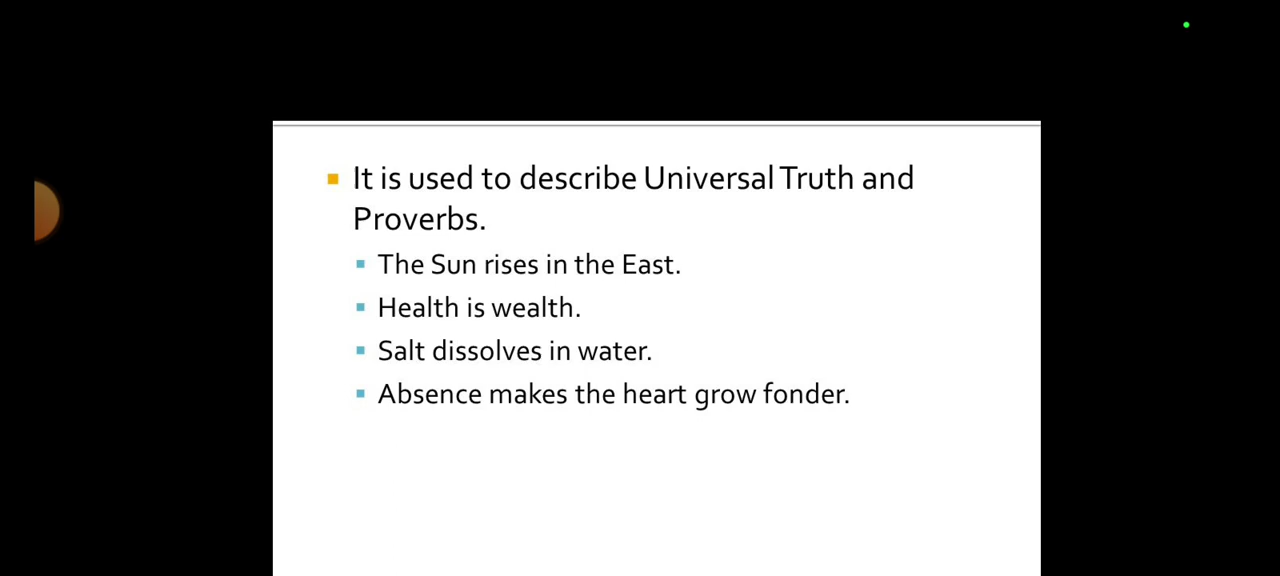 It is used to describe Universal Truth and
Proverbs.
The Sun rises in the East.
Health is wealth.
Salt dissolves in water.
Absence makes the heart grow fonder.